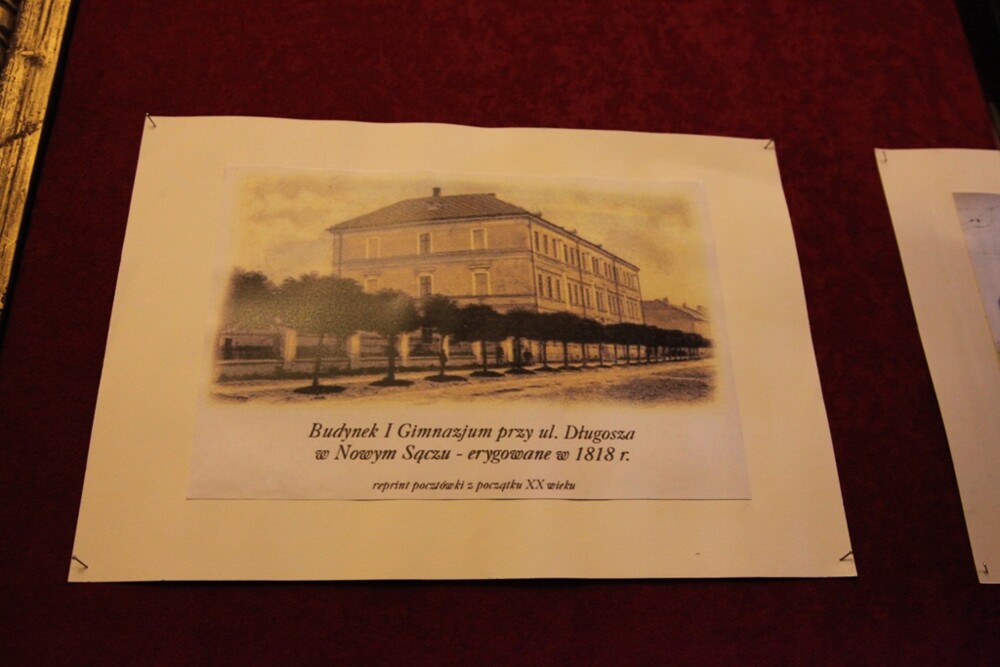 Budynek I Gimnazjum przy ul. Długosza
w Nowym Sączu - erygowane w 1818 r.
reprint pocztówki z początku XX wieku